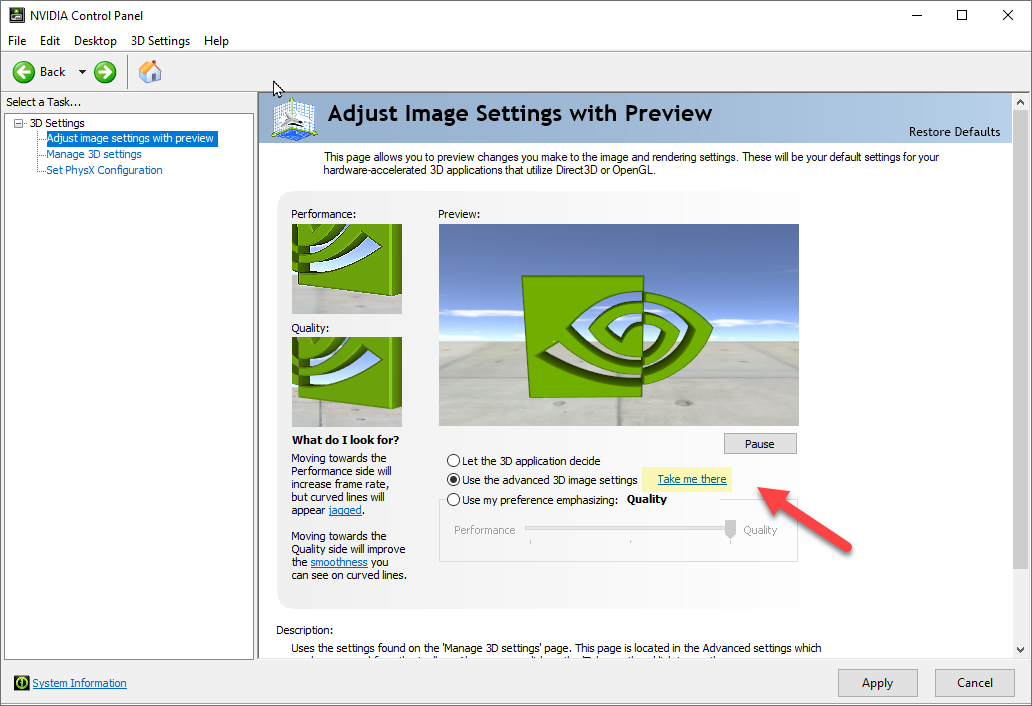 NVIDIA Control Panel
File Edit Desktop 3D Settings Help
Back
Select a Task...
3D Settings
Adjust image settings with preview
Manage 3D settings
Set PhysX Configuration
Adjust Image Settings with Preview
Restore Defaults
This page allows you to preview changes you make to the image and rendering settings. These will be your default settings for your
hardware-accelerated 3D applications that utilize Direct3D or OpenGL.
Performance:
Quality:
What do I look for?
Moving towards the
Performance side will
increase frame rate,
but curved lines will
appear jagged.
Moving towards the
Quality side will improve
the smoothness you
can see on curved lines.
Preview:
Pause
Let the 3D application decide
Use the advanced 3D image settings Take me there
Use my preference emphasizing: Quality
Performance Quality
Description:
Uses the settings found on the 'Manage 3D settings' page. This page is located in the Advanced settings which
System Information
Apply Cancel